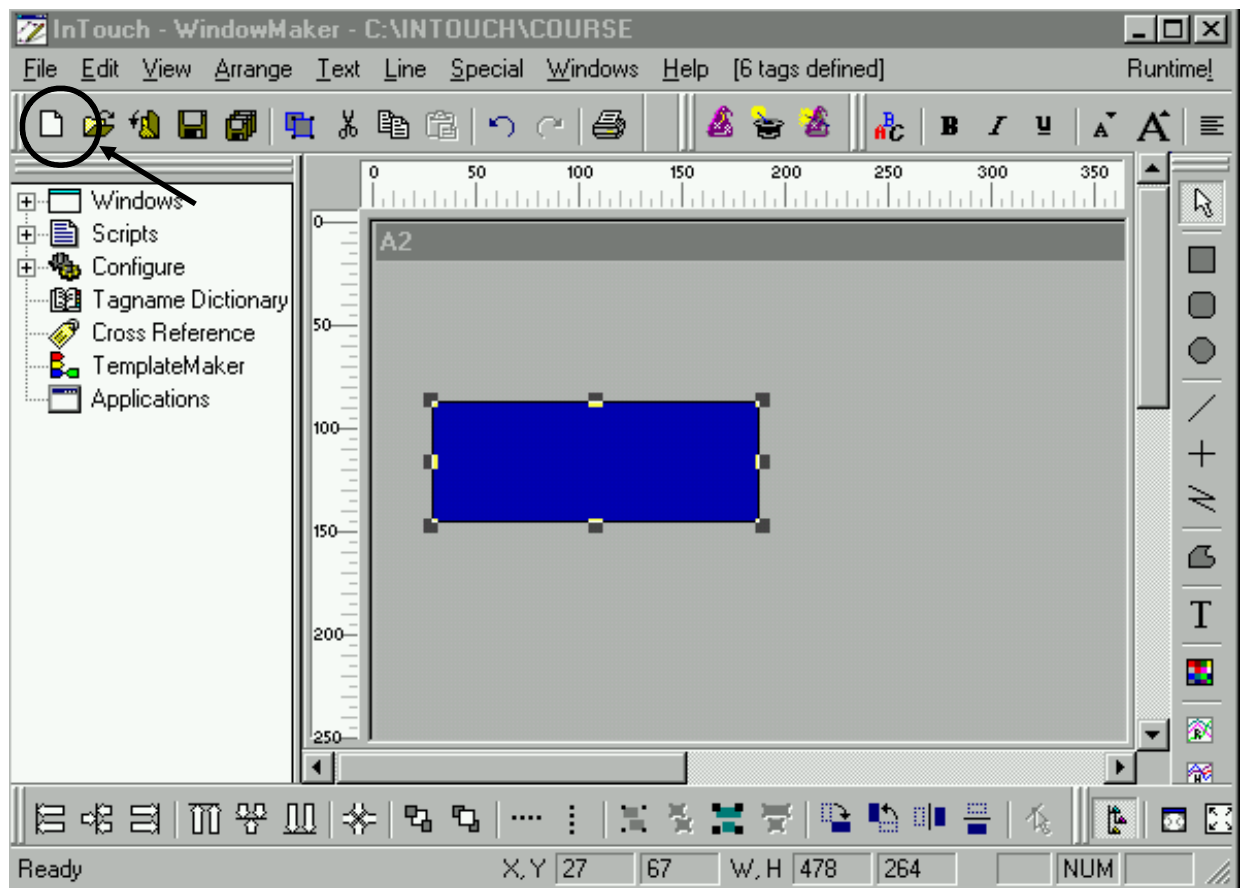 InTouch - WindowMaker - C:\INTOUCH\COURSE
File Edit View Arrange Text Line Special Windows Help [6 tags defined] Runtime!
A B C B I U A A
0 50 100 150 200 250 300 350
Windows
Scripts
Configure
Tagname Dictionary
Cross Reference
TemplateMaker
Applications
0
A2
50
100
150
200
250
T
R
H
Ready X, Y 27 67 W, H 478 264 NUM